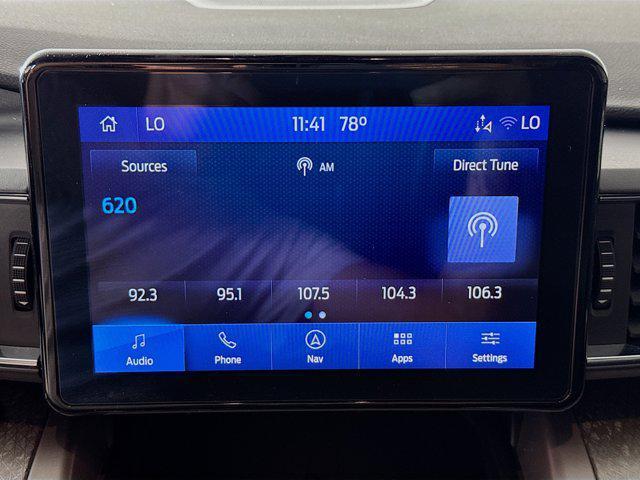 LO 11:41 78° LO
Sources AM Direct Tune
620
92.3 95.1 107.5 104.3 106.3
Audio Phone Nav Apps Settings